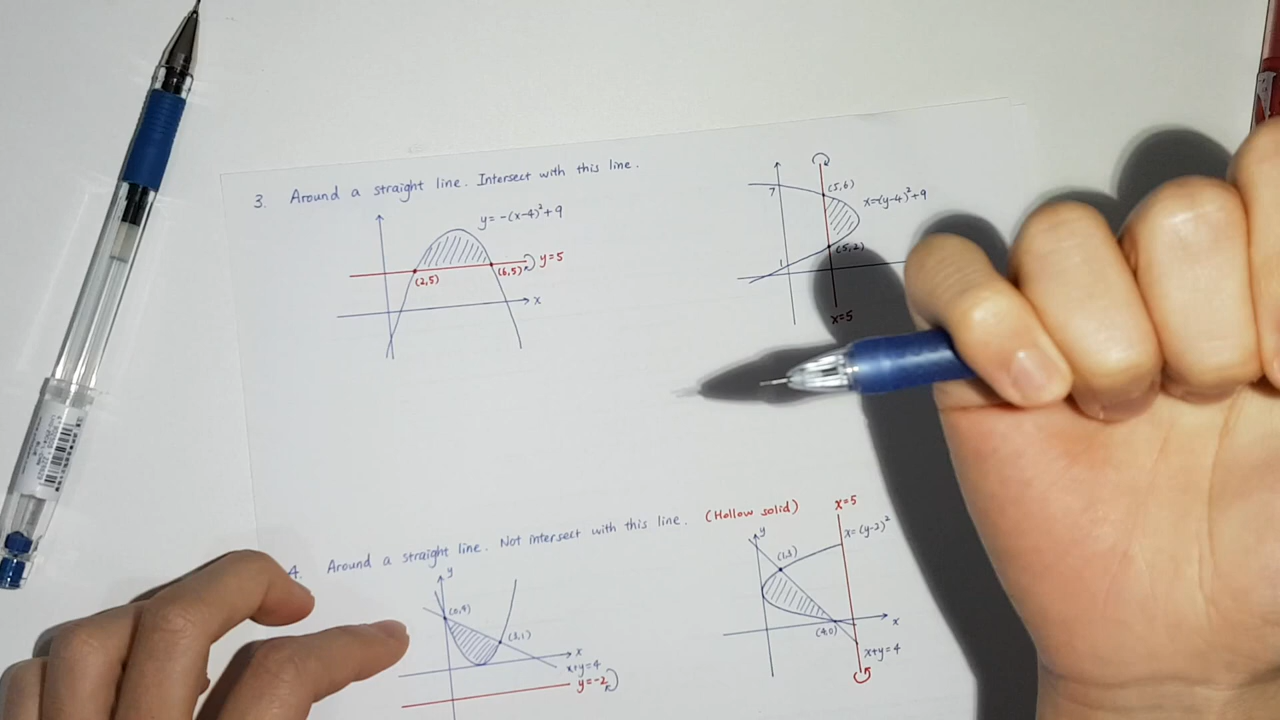 3. Around a straight line. Intersect with this line.
y = -(x-4)²+9
y=5
(2,5)
(6,5)
x
7
(5,6)
x=-(y-4)²+9
(5,2)
1
x=5
4. Around a straight line. Not intersect with this line. (Hollow solid)
y
(0,4)
(3,1)
x
x+y=4
y=-2
x=5
y
x=(y-2)²
(1,3)
(4,0)
x
x+y=4